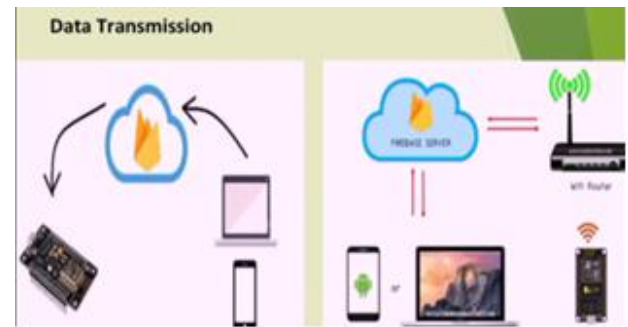 Data Transmission
FIREBASE SERVER
Wifi Router
or